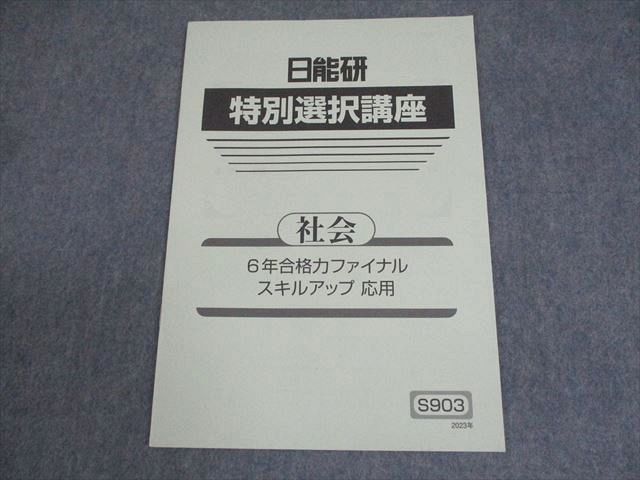 日能研
特別選択講座
社会
6年合格力ファイナル
スキルアップ 応用
S903
2023年